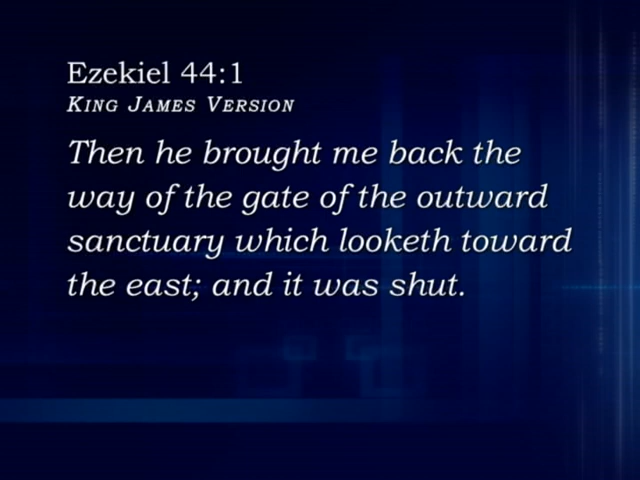 Ezekiel 44:1
KING JAMES VERSION
Then he brought me back the
way of the gate of the outward
sanctuary which looketh toward
the east; and it was shut.